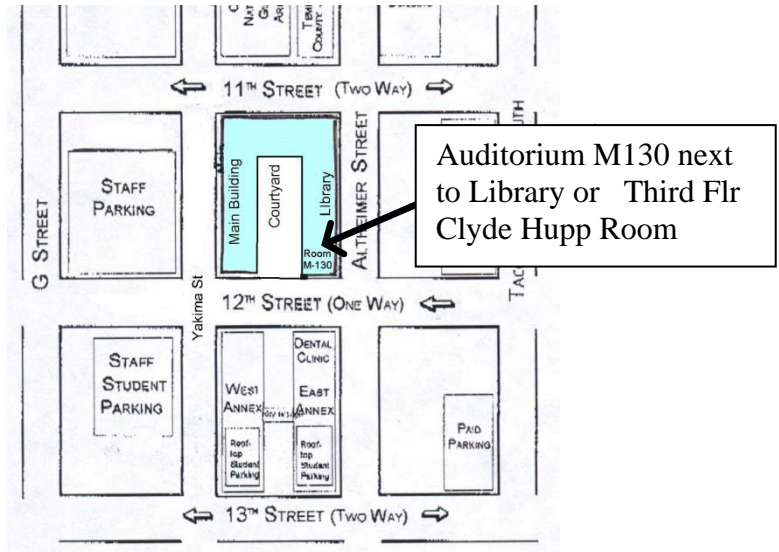 11TH STREET (TWO WAY)
STAFF
PARKING
G STREET
Main Building
Courtyard
Library
Room
M-130
Yakima St
ALTHEIMER STREET
Auditorium M130 next
to Library or Third Flr
Clyde Hupp Room
12TH STREET (ONE WAY)
STAFF
STUDENT
PARKING
WEST
ANNEX
Roof-
top
Student
Parking
DENTAL
CLINIC
EAST
ANNEX
Roof-
top
Student
Parking
PAID
PARKING
13TH STREET (TWO WAY)